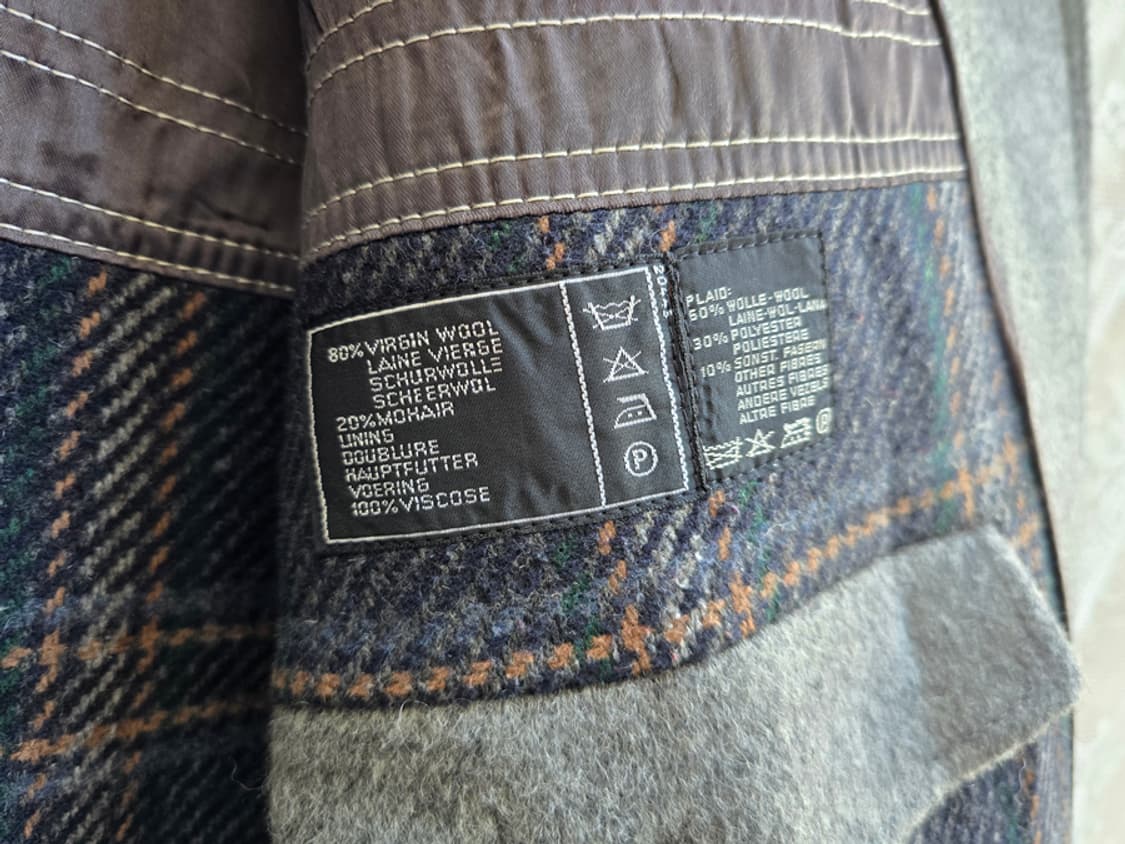 80% VIRGIN WOOL
LAINE VIERGE
SCHURWOLLE
SCHEERWOL
20% MOHAIR
LINING
DOUBLURE
HAUPTFUTTER
VOERING
100% VISCOSE
P
PLAID:
60% WOLLE-WOOL
LAINE-WOL-LANA
30% POLYESTER
POLIESTERE
10% SONST. FASERN
OTHER FIBRES
AUTRES FIBRES
ANDERE VEZELS
ALTRE FIBRE
P